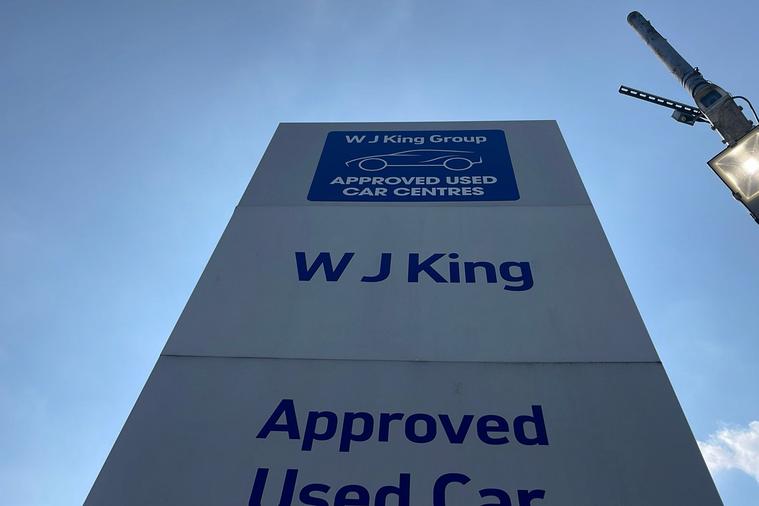 W J King Group
APPROVED USED
CAR CENTRES
W J King
Approved
Used Car